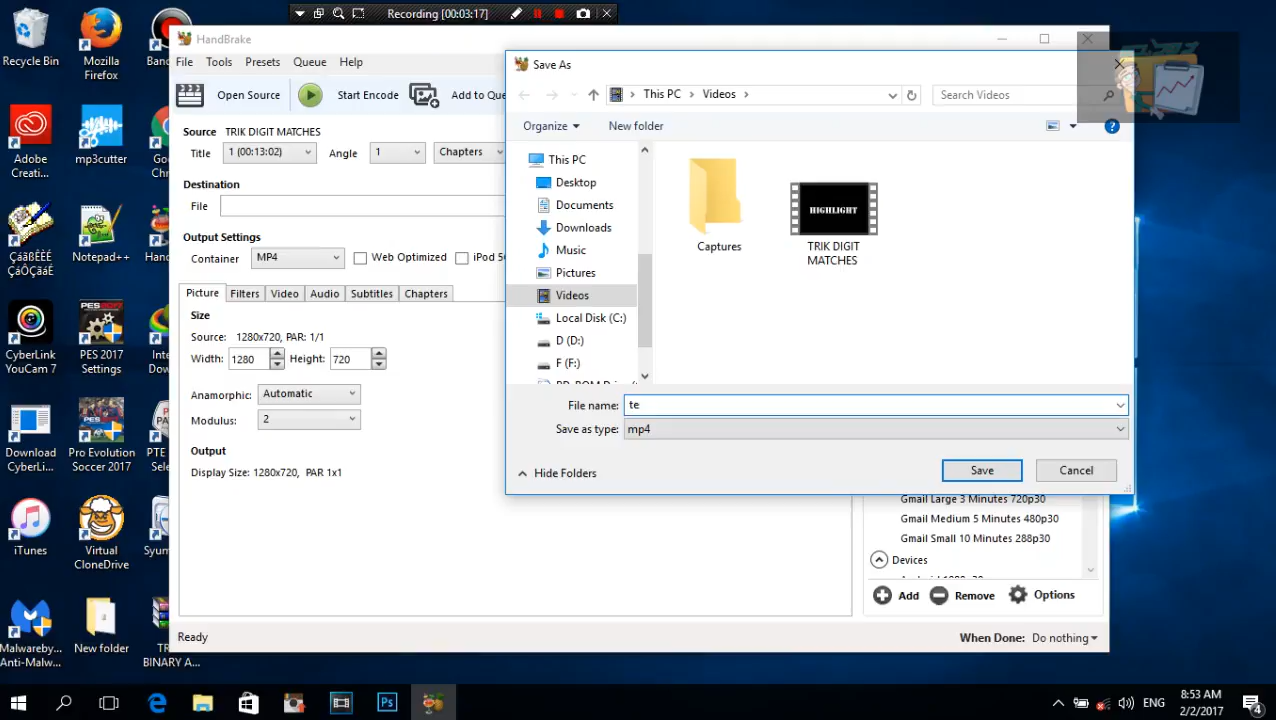 Recording [00:03:17]
Recycle Bin
Mozilla
Firefox
Adobe
Creati...
mp3cutter
Notepad++
CyberLink
YouCam 7
PES 2017
Settings
Download
CyberLi...
Pro Evolution
Soccer 2017
iTunes
Virtual
CloneDrive
Malwareby...
Anti-Malw...
New folder
BINARY A...
HandBrake
File Tools Presets Queue Help
Open Source Start Encode Add to Qu
Source TRIK DIGIT MATCHES
Title 1 (00:13:02) Angle 1 Chapters
Destination
File
Output Settings
Container MP4 Web Optimized iPod 5
Picture Filters Video Audio Subtitles Chapters
Size
Source: 1280x720, PAR: 1/1
Width: 1280 Height: 720
Anamorphic: Automatic
Modulus: 2
Output
Display Size: 1280x720, PAR 1x1
Save As
This PC Videos
Search Videos
Organize New folder
This PC
Desktop
Documents
Downloads
Music
Pictures
Videos
Local Disk (C:)
D (D:)
F (F:)
Captures
HIGHLIGHT
TRIK DIGIT
MATCHES
File name: te
Save as type: mp4
Hide Folders
Save Cancel
Gmail Large 3 Minutes 720p30
Gmail Medium 5 Minutes 480p30
Gmail Small 10 Minutes 288p30
Devices
Add Remove Options
Ready
When Done: Do nothing
Ps
ENG
8:53 AM
2/2/2017
4